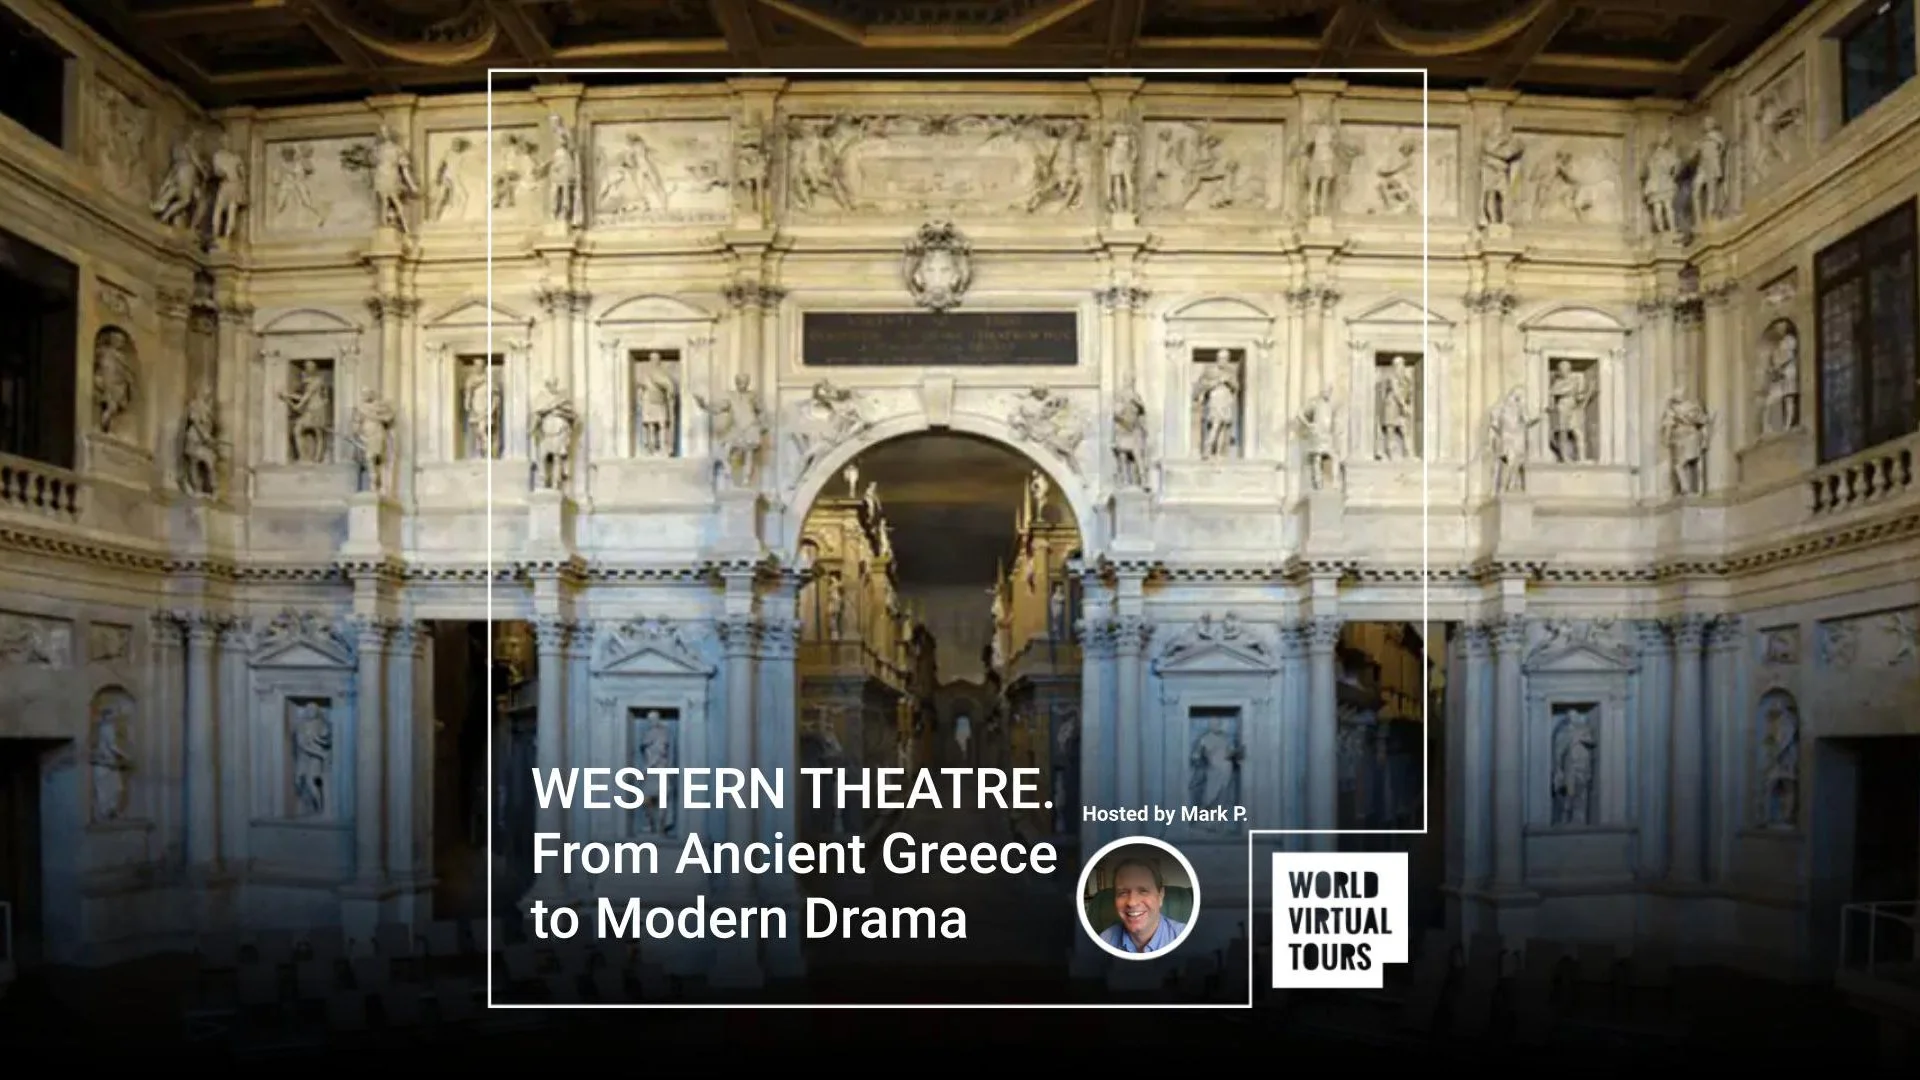 WESTERN THEATRE.
From Ancient Greece
to Modern Drama
Hosted by Mark P.
WORLD
VIRTUAL
TOURS